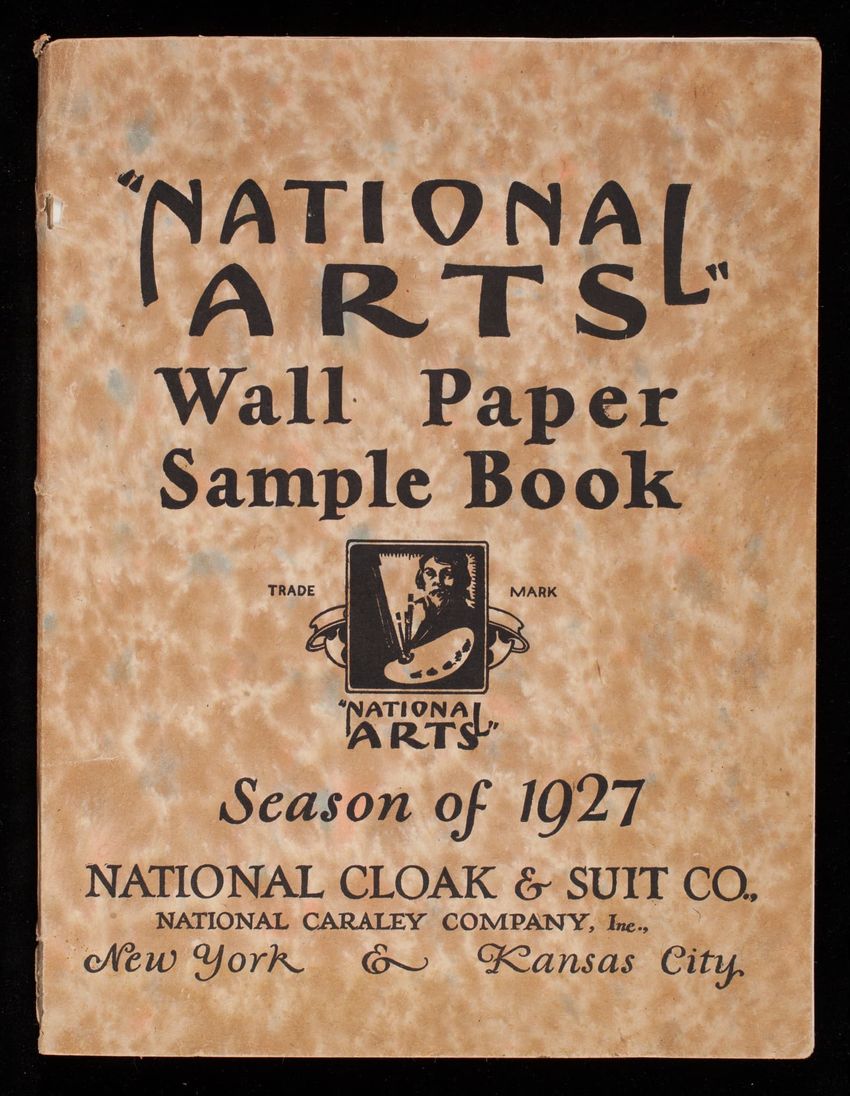 "NATIONAL
ARTS"
Wall Paper
Sample Book
TRADE MARK
"NATIONAL
ARTS"
Season of 1927
NATIONAL CLOAK & SUIT CO.,
NATIONAL CARALEY COMPANY, Inc.,
New York & Kansas City.